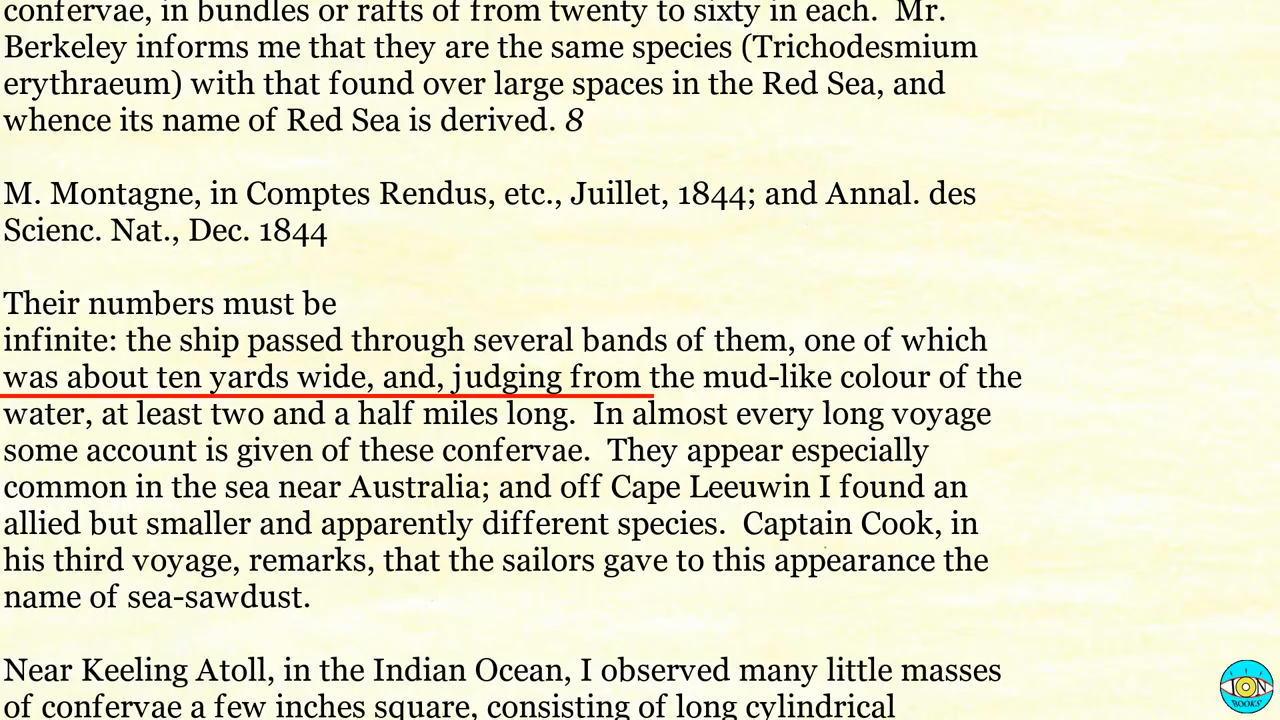 confervae, in bundles or rafts of from twenty to sixty in each.  Mr.
Berkeley informs me that they are the same species (Trichodesmium
erythraeum) with that found over large spaces in the Red Sea, and
whence its name of Red Sea is derived. 8
M. Montagne, in Comptes Rendus, etc., Juillet, 1844; and Annal. des
Scienc. Nat., Dec. 1844
Their numbers must be
infinite: the ship passed through several bands of them, one of which
was about ten yards wide, and, judging from the mud-like colour of the
water, at least two and a half miles long.  In almost every long voyage
some account is given of these confervae.  They appear especially
common in the sea near Australia; and off Cape Leeuwin I found an
allied but smaller and apparently different species.  Captain Cook, in
his third voyage, remarks, that the sailors gave to this appearance the
name of sea-sawdust.
Near Keeling Atoll, in the Indian Ocean, I observed many little masses
of confervae a few inches square, consisting of long cylindrical
ION
BOOKS